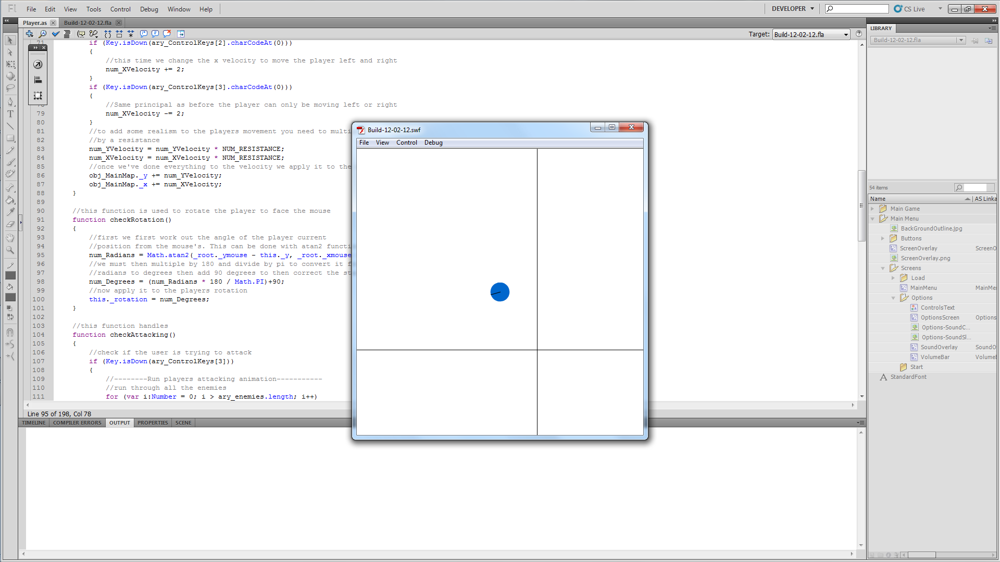 Fl File Edit View Tools Control Debug Window Help DEVELOPER CS Live
Player.as Build-12-02-12.fla
Target: Build-12-02-12.fla
71 if (Key.isDown(ary_ControlKeys[2].charCodeAt(0)))
{
//this time we change the x velocity to move the player left and right
num_XVelocity += 2;
}
if (Key.isDown(ary_ControlKeys[3].charCodeAt(0)))
{
78 //Same principal as before the player can only be moving left or right
79 num_XVelocity -= 2;
80 }
81 //to add some realism to the players movement you need to multi
82 //by a resistance
83 num_YVelocity = num_YVelocity * NUM_RESISTANCE;
84 num_XVelocity = num_XVelocity * NUM_RESISTANCE;
85 //once we've done everything to the velocity we apply it to the
86 obj_MainMap._y += num_YVelocity;
87 obj_MainMap._x += num_XVelocity;
88 }
89
90 //this function is used to rotate the player to face the mouse
91 function checkRotation()
92 {
93 //first we first work out the angle of the player current
94 //position from the mouse's. This can be done with atan2 functi
95 num_Radians = Math.atan2(_root._ymouse - this._y, _root._xmouse
96 //we must then multiple by 180 and divide by pi to convert it f
97 //radians to degrees then add 90 degrees to then correct the st
98 num_Degrees = (num_Radians * 180 / Math.PI)+90;
99 //now apply it to the players rotation
100 this._rotation = num_Degrees;
101 }
102
103 //this function handles
104 function checkAttacking()
105 {
106 //check if the user is trying to attack
107 if (Key.isDown(ary_ControlKeys[3]))
108 {
109 //--------Run players attacking animation-----------
110 //run through all the enemies
111 for (var i:Number = 0; i > ary_enemies.length; i++)
Line 95 of 198, Col 78
TIMELINE COMPILER ERRORS OUTPUT PROPERTIES SCENE
Build-12-02-12.swf
File View Control Debug
LIBRARY
Build-12-02-12.fla
54 items
Name AS Linka
Main Game
Main Menu
BackGroundOutline.jpg
Buttons
ScreenOverlay ScreenO
ScreenOverlay.png
Screens
Load
MainMenu MainMe
Options
ControlsText
OptionsScreen Options
Options-SoundC...
Options-SoundSl...
SoundOverlay SoundO
VolumeBar VolumeB
Start
StandardFont